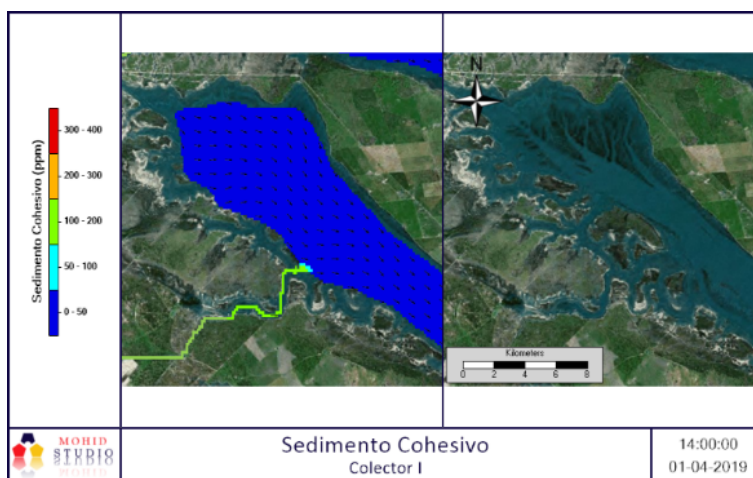 Sedimento Cohesivo (ppm)
300 - 400
200 - 300
100 - 200
50 - 100
0 - 50
N
Kilometers
0 2 4 6 8
MOHID
STUDIO
Sedimento Cohesivo
Colector I
14:00:00
01-04-2019